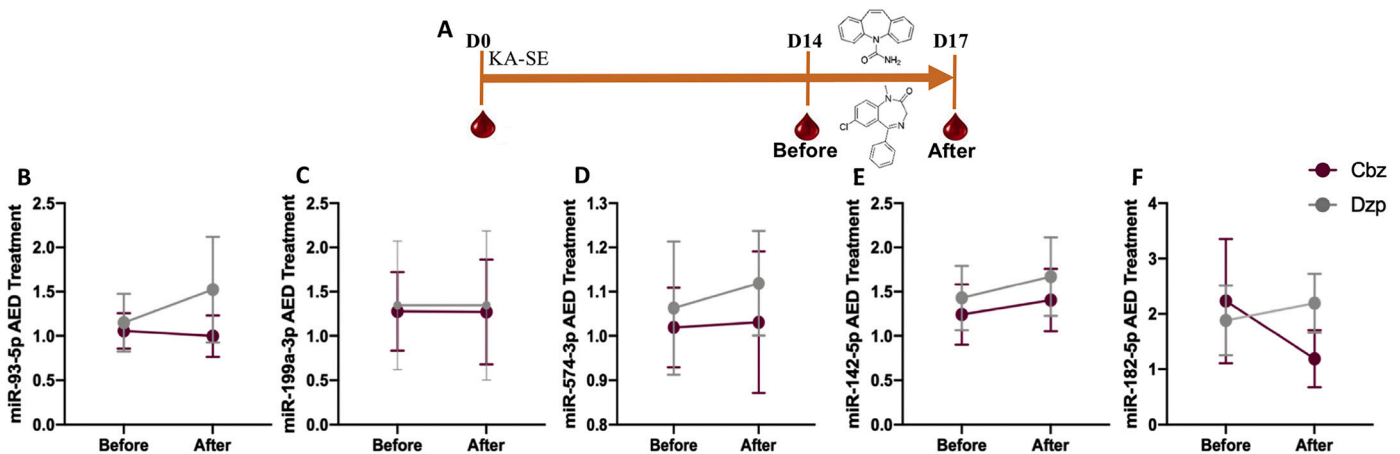 A
D0
D14
D17
KA-SE
N
O
NH₂
N
O
Cl
N
Before
After
B
C
D
E
F
Cbz
Dzp
miR-93-5p AED Treatment
2.5
2.0
1.5
1.0
0.5
0.0
Before
After
miR-199a-3p AED Treatment
2.5
2.0
1.5
1.0
0.5
0.0
Before
After
miR-574-3p AED Treatment
1.3
1.2
1.1
1.0
0.9
0.8
Before
After
miR-142-5p AED Treatment
2.5
2.0
1.5
1.0
0.5
0.0
Before
After
miR-182-5p AED Treatment
4
3
2
1
0
Before
After